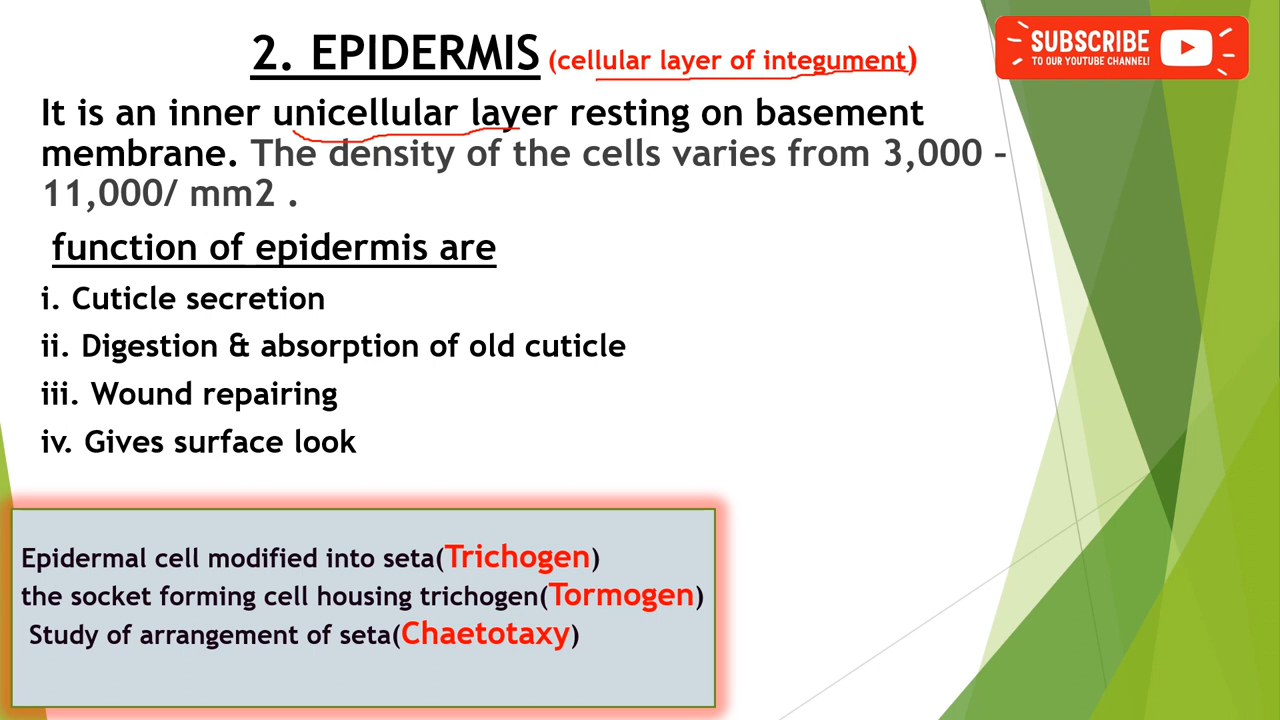 2. EPIDERMIS (cellular layer of integument)
SUBSCRIBE
TO OUR YOUTUBE CHANNEL!
It is an inner unicellular layer resting on basement
membrane. The density of the cells varies from 3,000 –
11,000/ mm2 .
function of epidermis are
i. Cuticle secretion
ii. Digestion & absorption of old cuticle
iii. Wound repairing
iv. Gives surface look
Epidermal cell modified into seta(Trichogen)
the socket forming cell housing trichogen(Tormogen)
Study of arrangement of seta(Chaetotaxy)